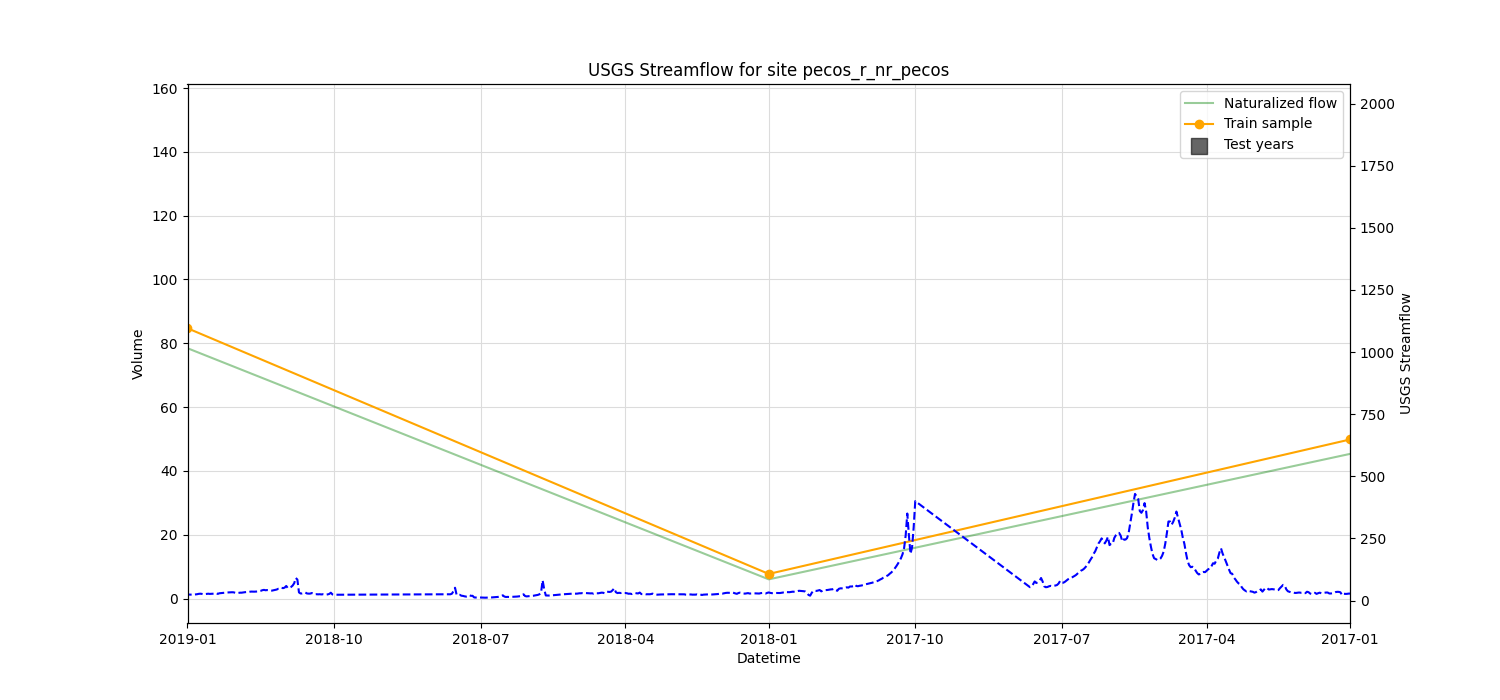 USGS Streamflow for site pecos_r_nr_pecos
160
140
120
100
80
60
40
20
0
Volume
2000
1750
1500
1250
1000
750
500
250
0
USGS Streamflow
Naturalized flow
Train sample
Test years
2019-01 2018-10 2018-07 2018-04 2018-01 2017-10 2017-07 2017-04 2017-01
Datetime